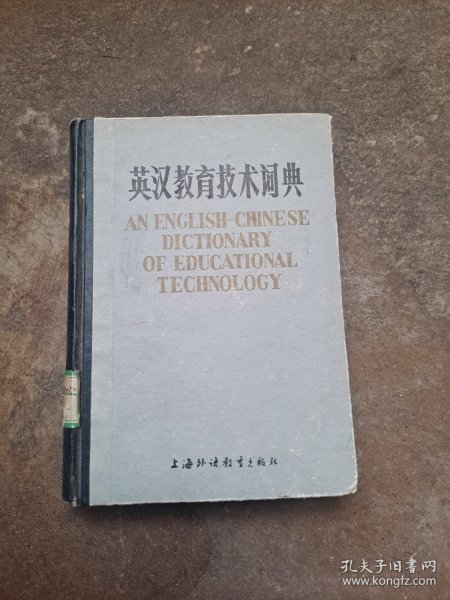 英汉教育技术词典
AN ENGLISH-CHINESE
DICTIONARY
OF EDUCATIONAL
TECHNOLOGY
上海外语教育出版社
孔夫子旧书网
www.kongfz.com